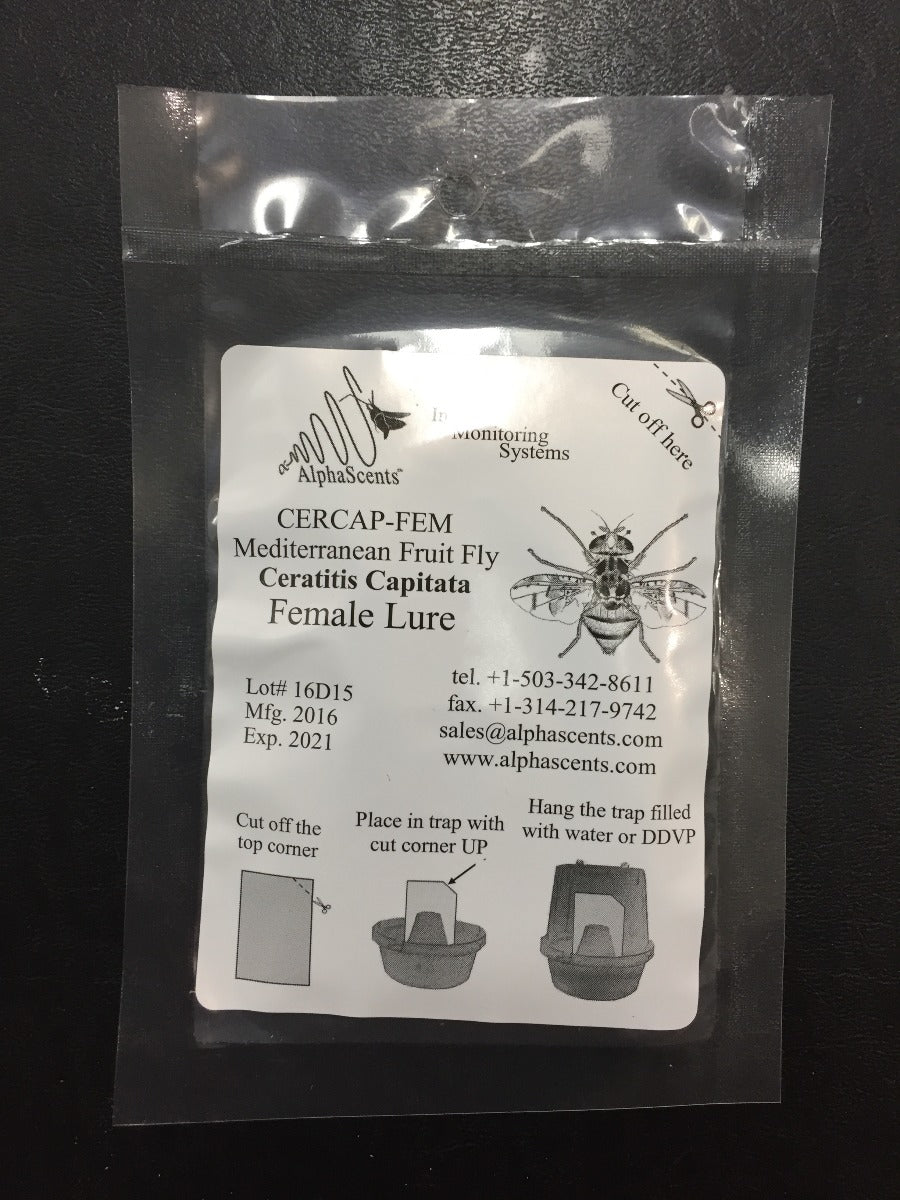 AlphaScents™
Monitoring
Systems
Cut off here
CERCAP-FEM
Mediterranean Fruit Fly
Ceratitis Capitata
Female Lure
Lot# 16D15
Mfg. 2016
Exp. 2021
tel. +1-503-342-8611
fax. +1-314-217-9742
sales@alphascents.com
www.alphascents.com
Cut off the
top corner
Place in trap with
cut corner UP
Hang the trap filled
with water or DDVP